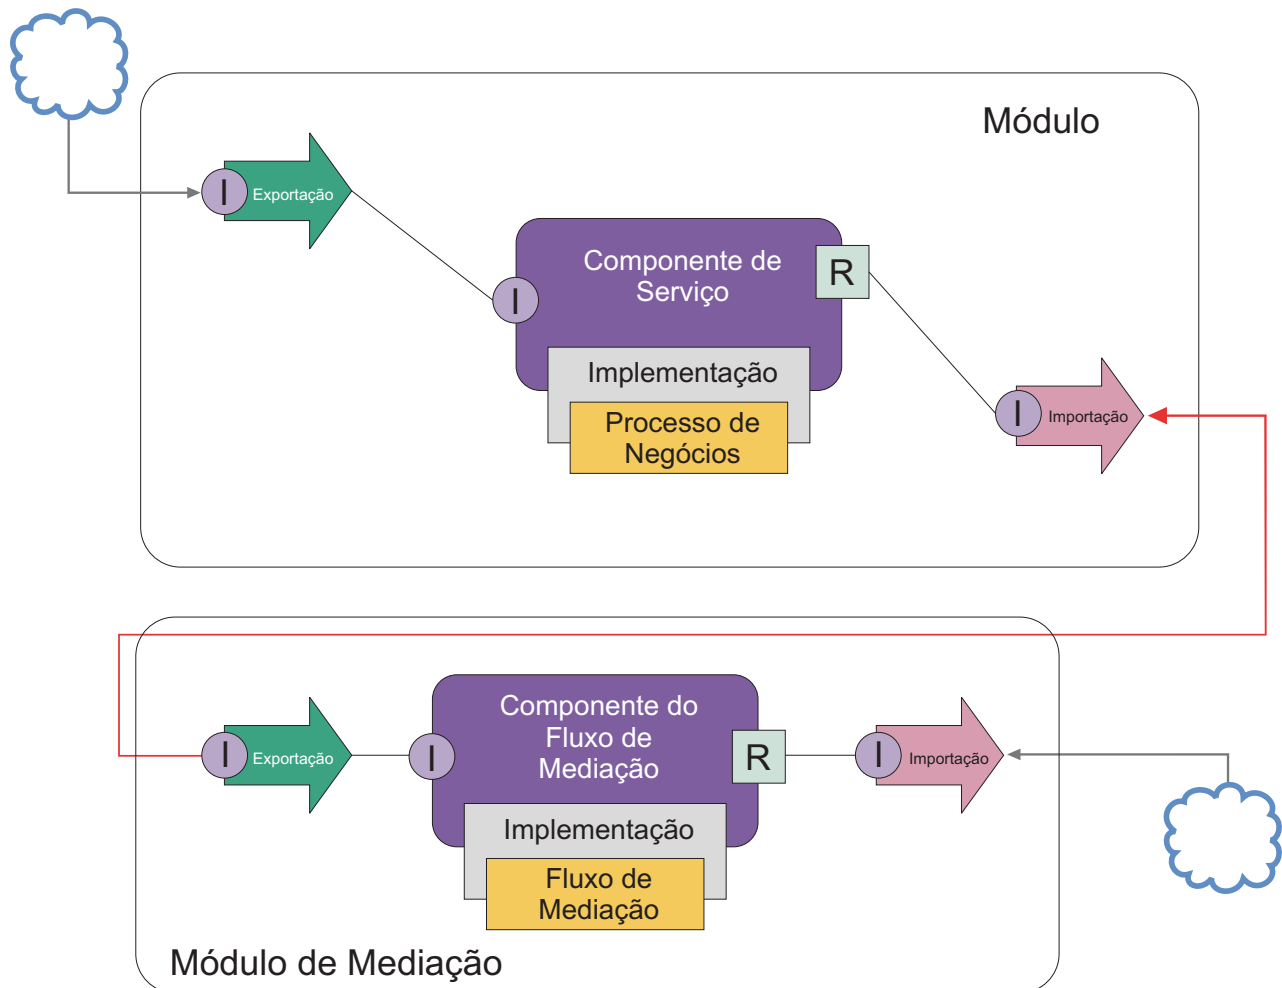 Módulo
I
Exportação
Componente de
Serviço
R
I
Implementação
Processo de
Negócios
I
Importação
Componente do
Fluxo de
Mediação
I
Exportação
I
R
I
Importação
Implementação
Fluxo de
Mediação
Módulo de Mediação